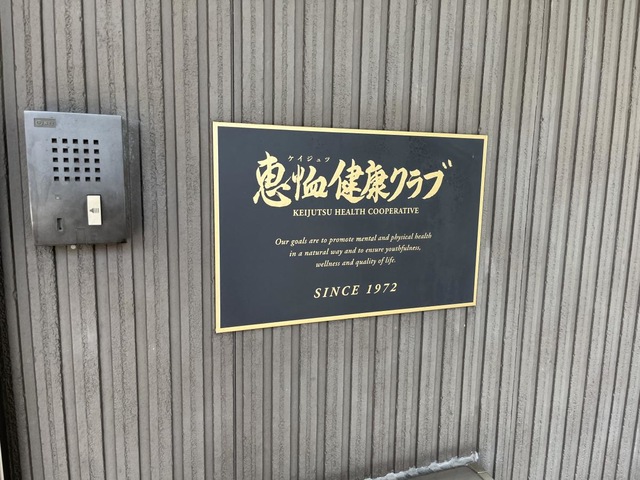 ケイジュツ
恵恤健康クラブ
KEIJUTSU HEALTH COOPERATIVE
Our goals are to promote mental and physical health
in a natural way and to ensure youthfulness,
wellness and quality of life.
SINCE 1972